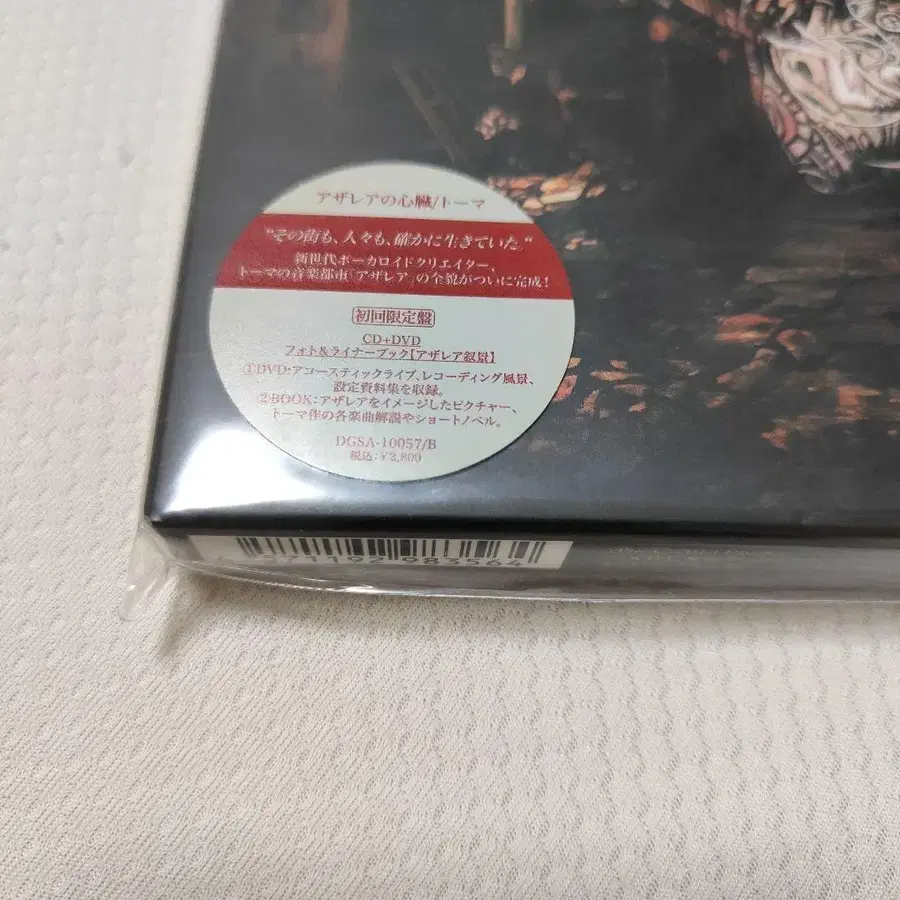 アザレアの心臓/トーマ
“その街も、人々も、確かに生きていた。”
新世代ボーカロイドクリエイター、
トーマの音楽都市「アザレア」の全貌がついに完成!
初回限定盤
CD+DVD
フォト&ライナーブック【アザレア叙景】
①DVD:アコースティックライブ、レコーディング風景、
設定資料集を収録。
②BOOK:アザレアをイメージしたピクチャー、
トーマ作の各楽曲解説やショートノベル。
DGSA-10057/B
税込:¥2,800